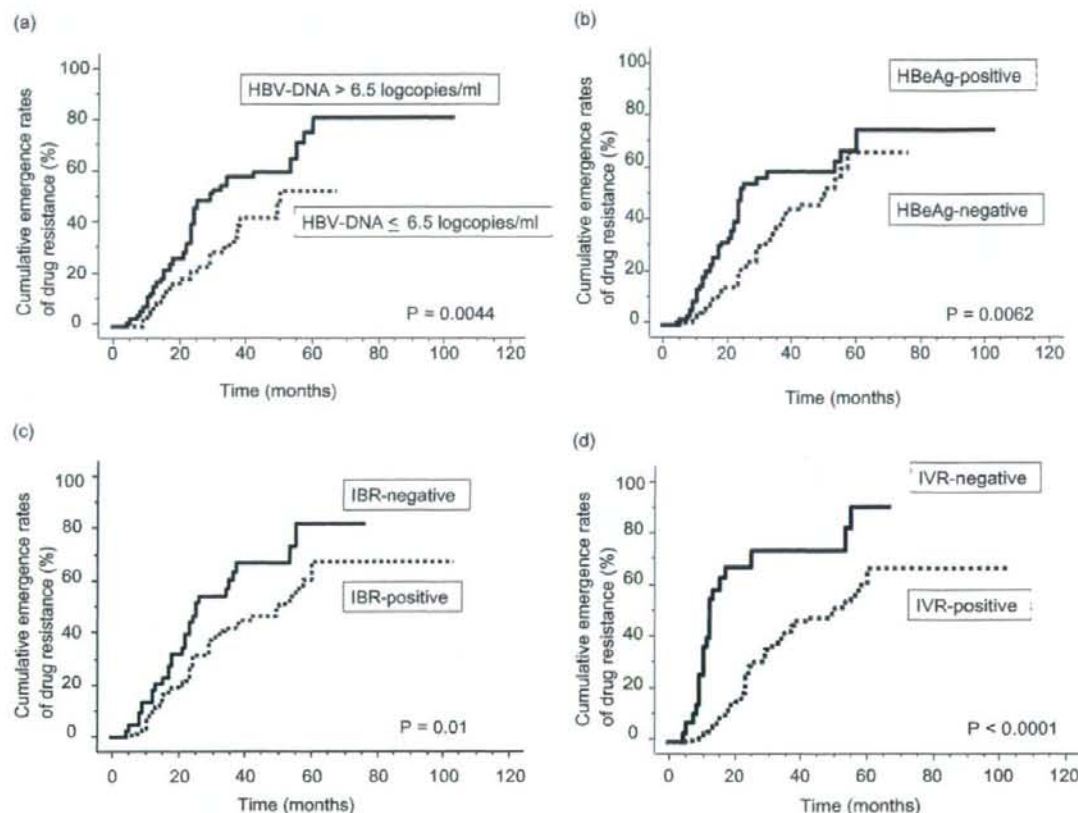 (a)
Cumulative emergence rates
of drug resistance (%)
100
80
60
40
20
0
HBV-DNA > 6.5 logcopies/ml
HBV-DNA ≤ 6.5 logcopies/ml
P = 0.0044
0 20 40 60 80 100 120
Time (months)
(b)
Cumulative emergence rates
of drug resistance (%)
100
80
60
40
20
0
HBeAg-positive
HBeAg-negative
P = 0.0062
0 20 40 60 80 100 120
Time (months)
(c)
Cumulative emergence rates
of drug resistance (%)
100
80
60
40
20
0
IBR-negative
IBR-positive
P = 0.01
0 20 40 60 80 100 120
Time (months)
(d)
Cumulative emergence rates
of drug resistance (%)
100
80
60
40
20
0
IVR-negative
IVR-positive
P < 0.0001
0 20 40 60 80 100 120
Time (months)